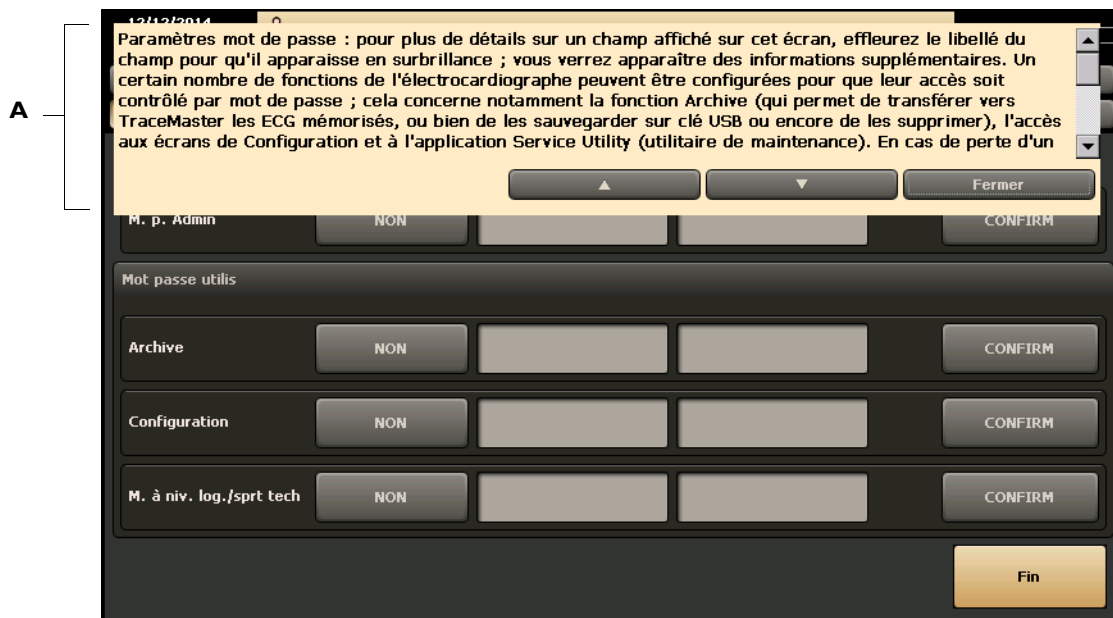 12/12/2014
A
Paramètres mot de passe : pour plus de détails sur un champ affiché sur cet écran, effleurez le libellé du
champ pour qu'il apparaisse en surbrillance ; vous verrez apparaître des informations supplémentaires. Un
certain nombre de fonctions de l'électrocardiographe peuvent être configurées pour que leur accès soit
contrôlé par mot de passe ; cela concerne notamment la fonction Archive (qui permet de transférer vers
TraceMaster les ECG mémorisés, ou bien de les sauvegarder sur clé USB ou encore de les supprimer), l'accès
aux écrans de Configuration et à l'application Service Utility (utilitaire de maintenance). En cas de perte d'un
Fermer
M. p. Admin NON CONFIRM
Mot passe utilis
Archive NON CONFIRM
Configuration NON CONFIRM
M. à niv. log./sprt tech NON CONFIRM
Fin